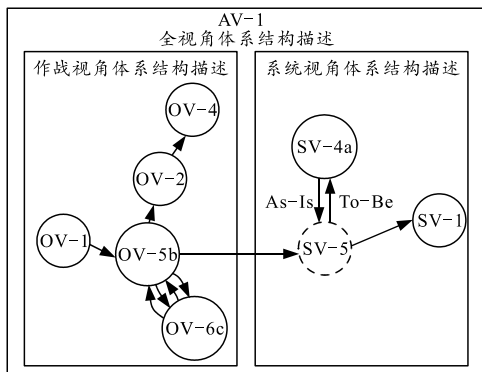 AV-1
全视角体系结构描述
作战视角体系结构描述
系统视角体系结构描述
OV-4
OV-2
OV-1
OV-5b
OV-6c
SV-4a
As-Is
To-Be
SV-5
SV-1